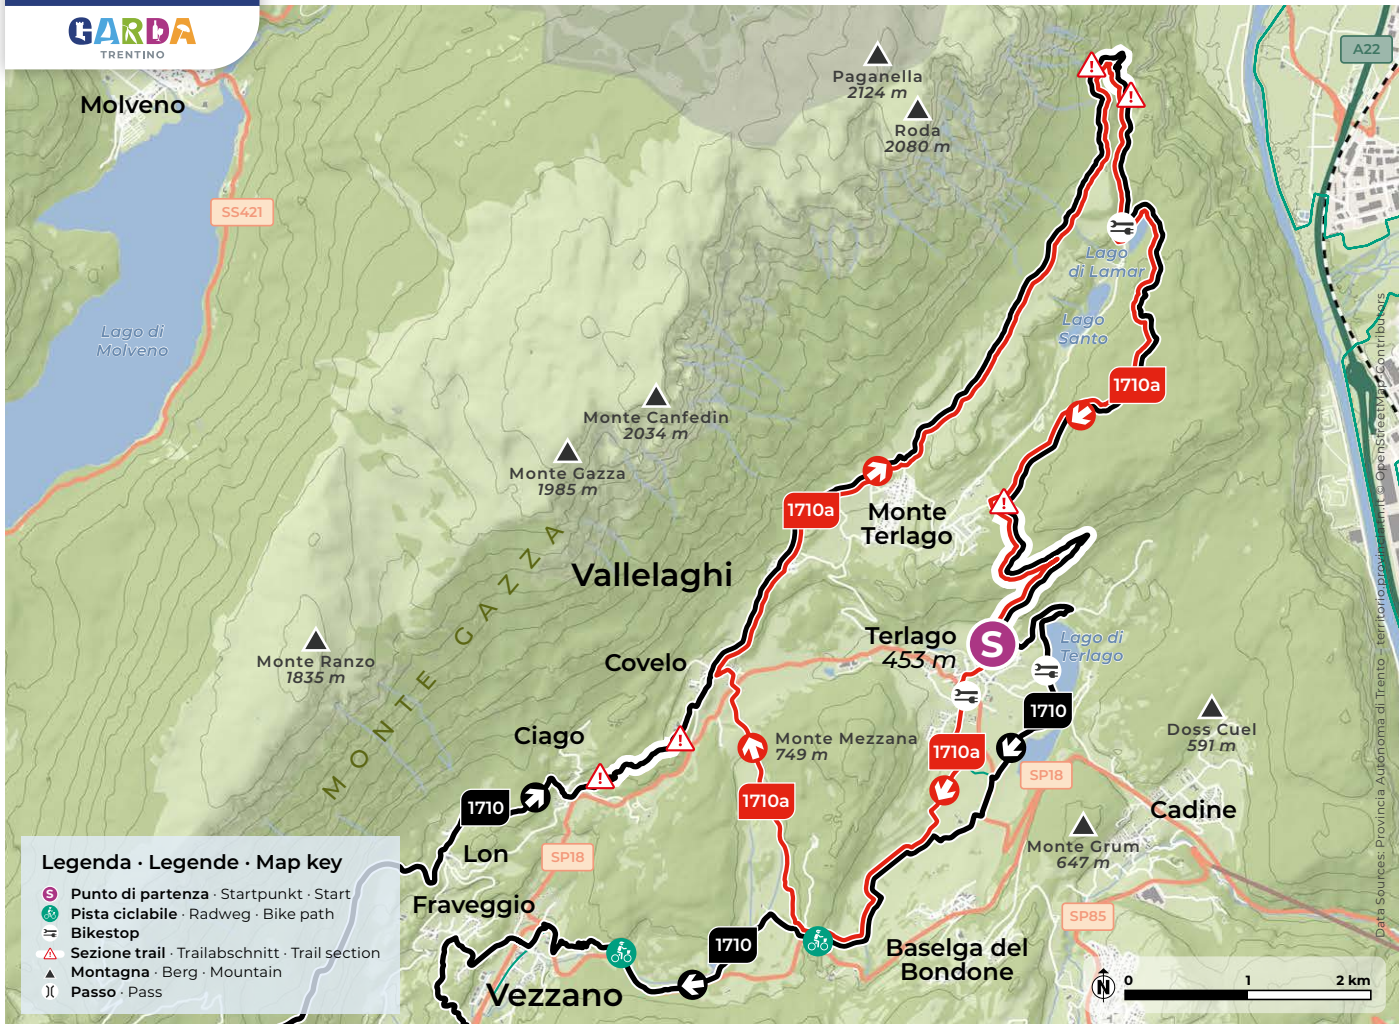 GARDA
TRENTINO
Molveno
Paganella
2124 m
Roda
2080 m
A22
SS421
Lago di
Molveno
Lago
di Lamar
Lago
Santo
1710a
Monte Canfedin
2034 m
Monte Gazza
1985 m
1710a
Monte
Terlago
Vallelaghi
MONTE GAZZA
Monte Ranzo
1835 m
Covelo
Terlago
453 m
S
Lago di
Terlago
1710
Ciago
Monte Mezzana
749 m
1710a
Doss Cuel
591 m
SP18
1710
1710a
Cadine
Lon
SP18
Monte Grum
647 m
Fraveggio
SP85
1710
Baselga del
Bondone
Vezzano
Legenda · Legende · Map key
S Punto di partenza · Startpunkt · Start
Pista ciclabile · Radweg · Bike path
Bikestop
Sezione trail · Trailabschnitt · Trail section
Montagna · Berg · Mountain
Passo · Pass
N
0 1 2 km
Data Sources: Provincia Autonoma di Trento – territorio.provincia.tn.it © OpenStreetMap Contributors